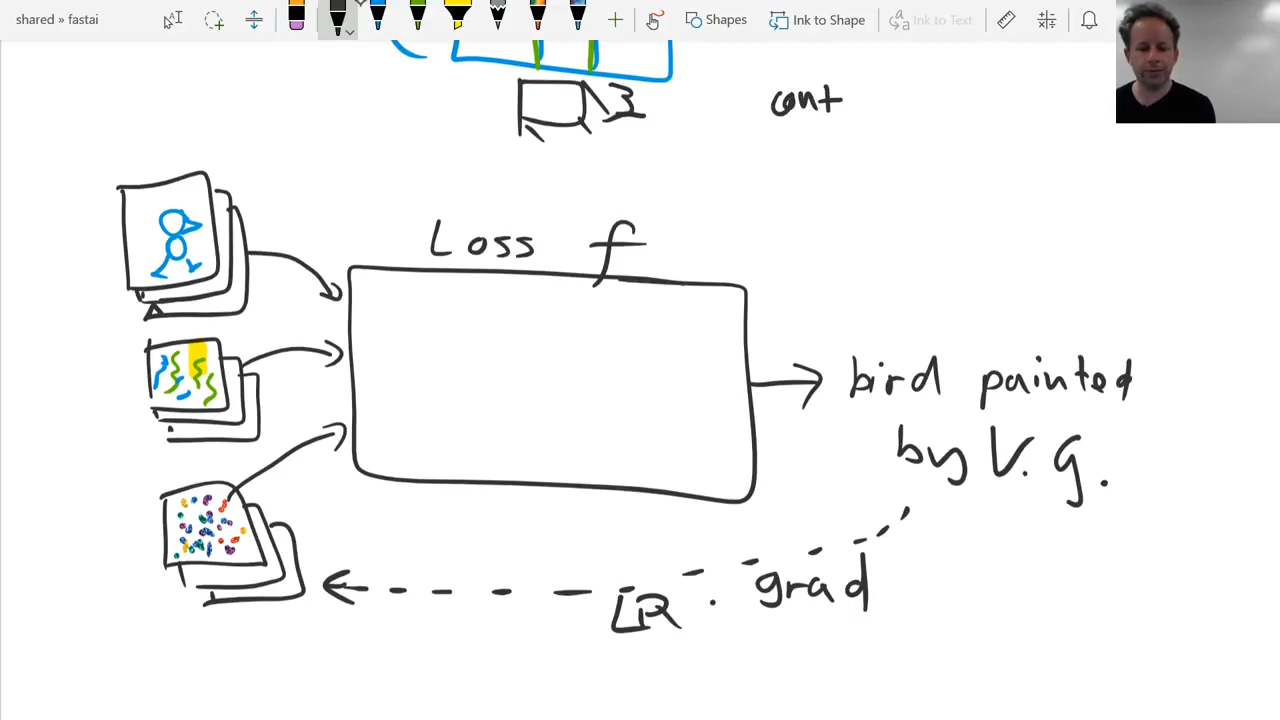 shared » fastai
Shapes
Ink to Shape
Ink to Text
cont
Loss f
bird painted
by V. G.
LR . grad